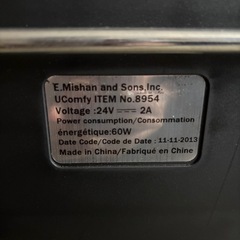 E.Mishan and Sons,Inc.
UComfy ITEM No.8954
Voltage :24V⎓ 2A
Power consumption/Consommation
énergétique:60W
Date Code/Code de Date : 11-11-2013
Made in China/Fabriqué en Chine